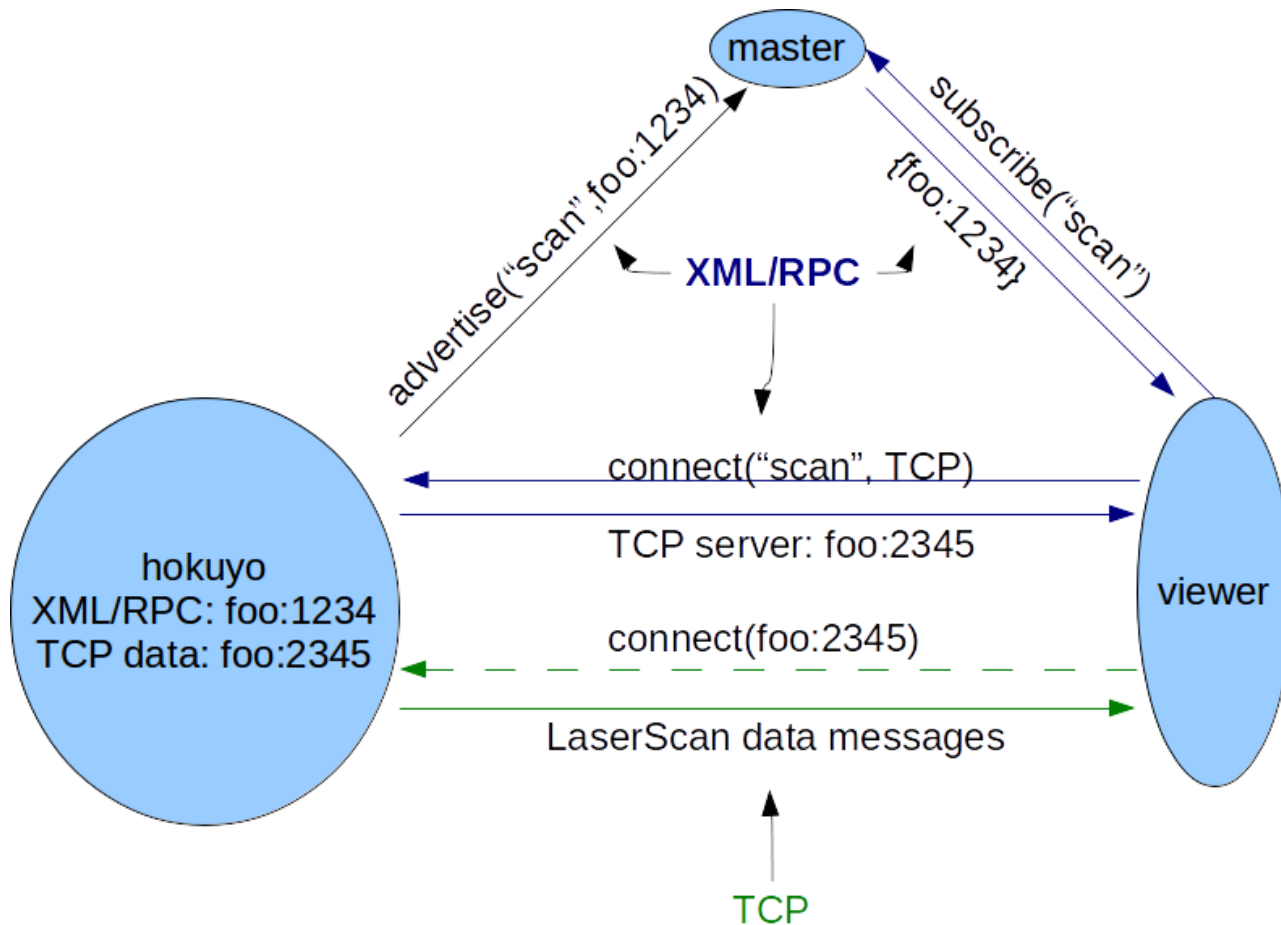 master
advertise(“scan”,foo:1234)
subscribe(“scan”)
{foo:1234}
XML/RPC
connect(“scan”, TCP)
TCP server: foo:2345
hokuyo
XML/RPC: foo:1234
TCP data: foo:2345
viewer
connect(foo:2345)
LaserScan data messages
TCP